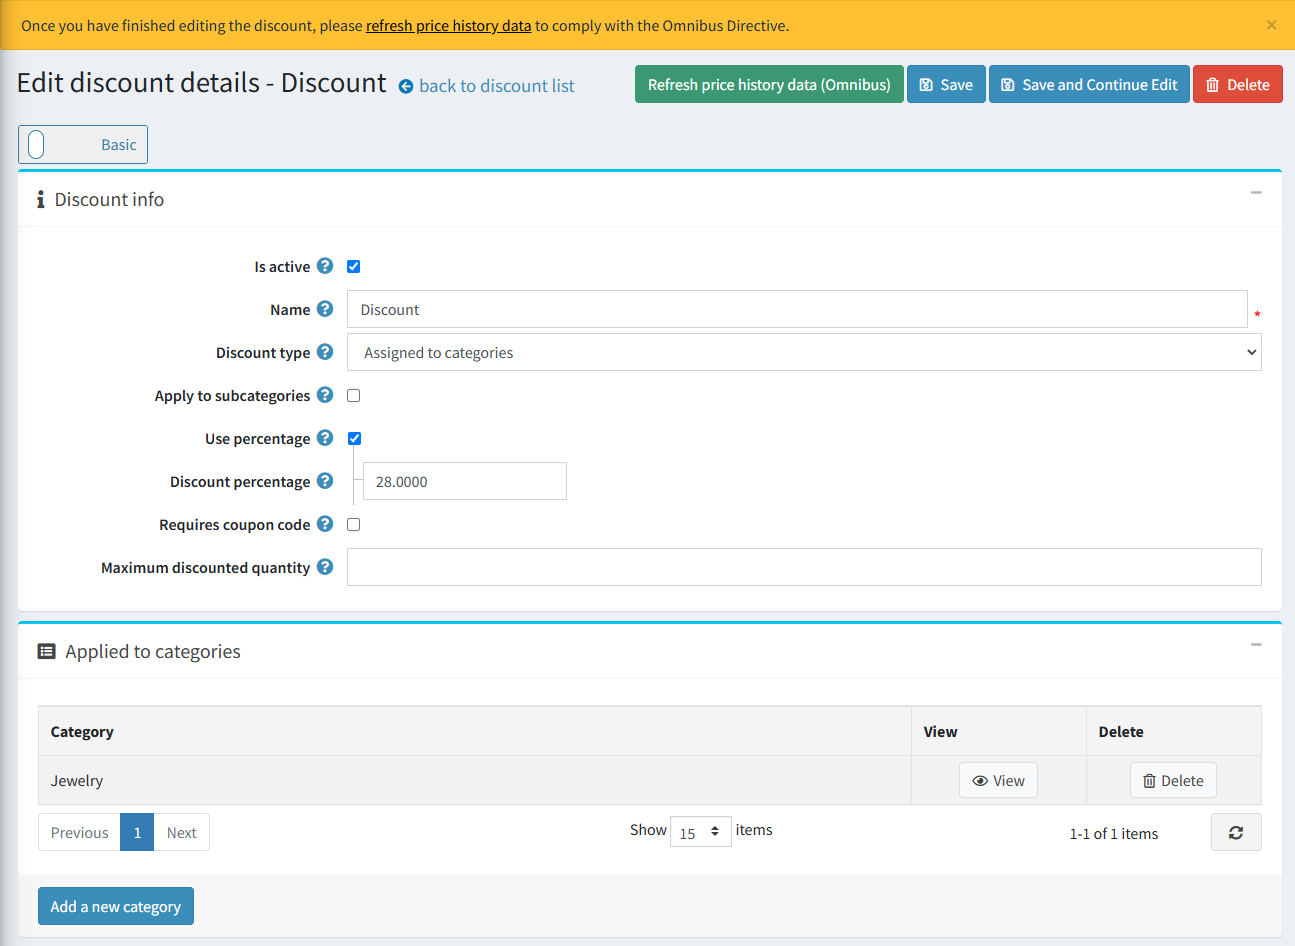 Once you have finished editing the discount, please refresh price history data to comply with the Omnibus Directive.
×
Edit discount details - Discount back to discount list
Refresh price history data (Omnibus) Save Save and Continue Edit Delete
Basic
Discount info
Is active
Name Discount *
Discount type Assigned to categories
Apply to subcategories
Use percentage
Discount percentage 28.0000
Requires coupon code
Maximum discounted quantity
Applied to categories
Category View Delete
Jewelry View Delete
Previous 1 Next Show 15 items 1-1 of 1 items
Add a new category